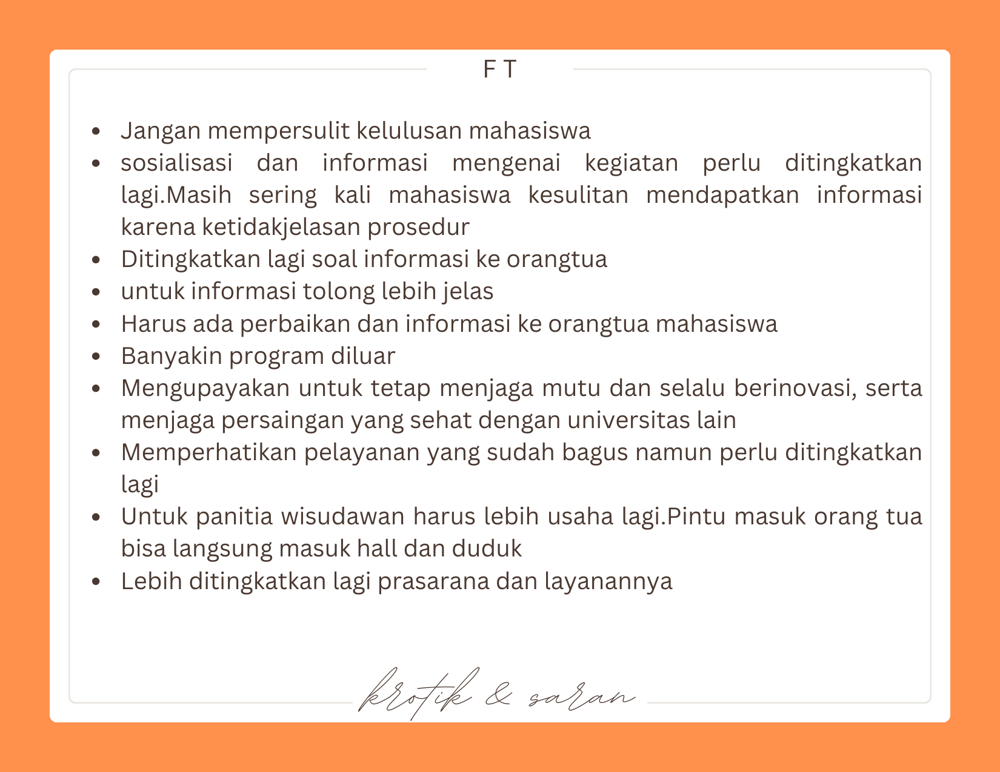 F T
• Jangan mempersulit kelulusan mahasiswa
• sosialisasi dan informasi mengenai kegiatan perlu ditingkatkan
lagi.Masih sering kali mahasiswa kesulitan mendapatkan informasi
karena ketidakjelasan prosedur
• Ditingkatkan lagi soal informasi ke orangtua
• untuk informasi tolong lebih jelas
• Harus ada perbaikan dan informasi ke orangtua mahasiswa
• Banyakin program diluar
• Mengupayakan untuk tetap menjaga mutu dan selalu berinovasi, serta
menjaga persaingan yang sehat dengan universitas lain
• Memperhatikan pelayanan yang sudah bagus namun perlu ditingkatkan
lagi
• Untuk panitia wisudawan harus lebih usaha lagi.Pintu masuk orang tua
bisa langsung masuk hall dan duduk
• Lebih ditingkatkan lagi prasarana dan layanannya
krotik & saran